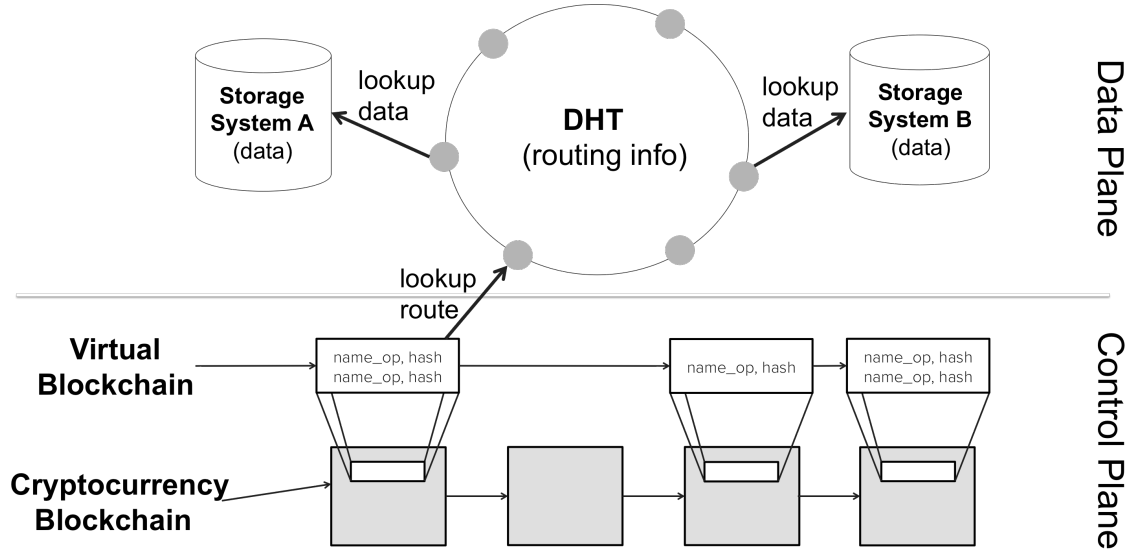 Storage
System A
(data)
lookup
data
DHT
(routing info)
lookup
data
Storage
System B
(data)
Data Plane
lookup
route
Virtual
Blockchain
name_op, hash
name_op, hash
name_op, hash
name_op, hash
name_op, hash
Control Plane
Cryptocurrency
Blockchain